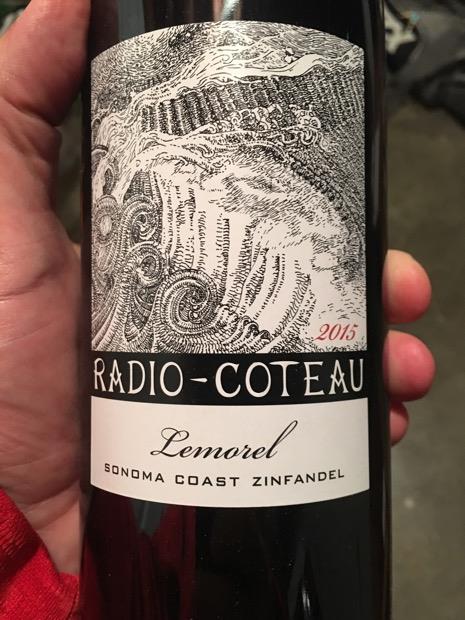 2015
RADIO-COTEAU
Lemorel
SONOMA COAST ZINFANDEL